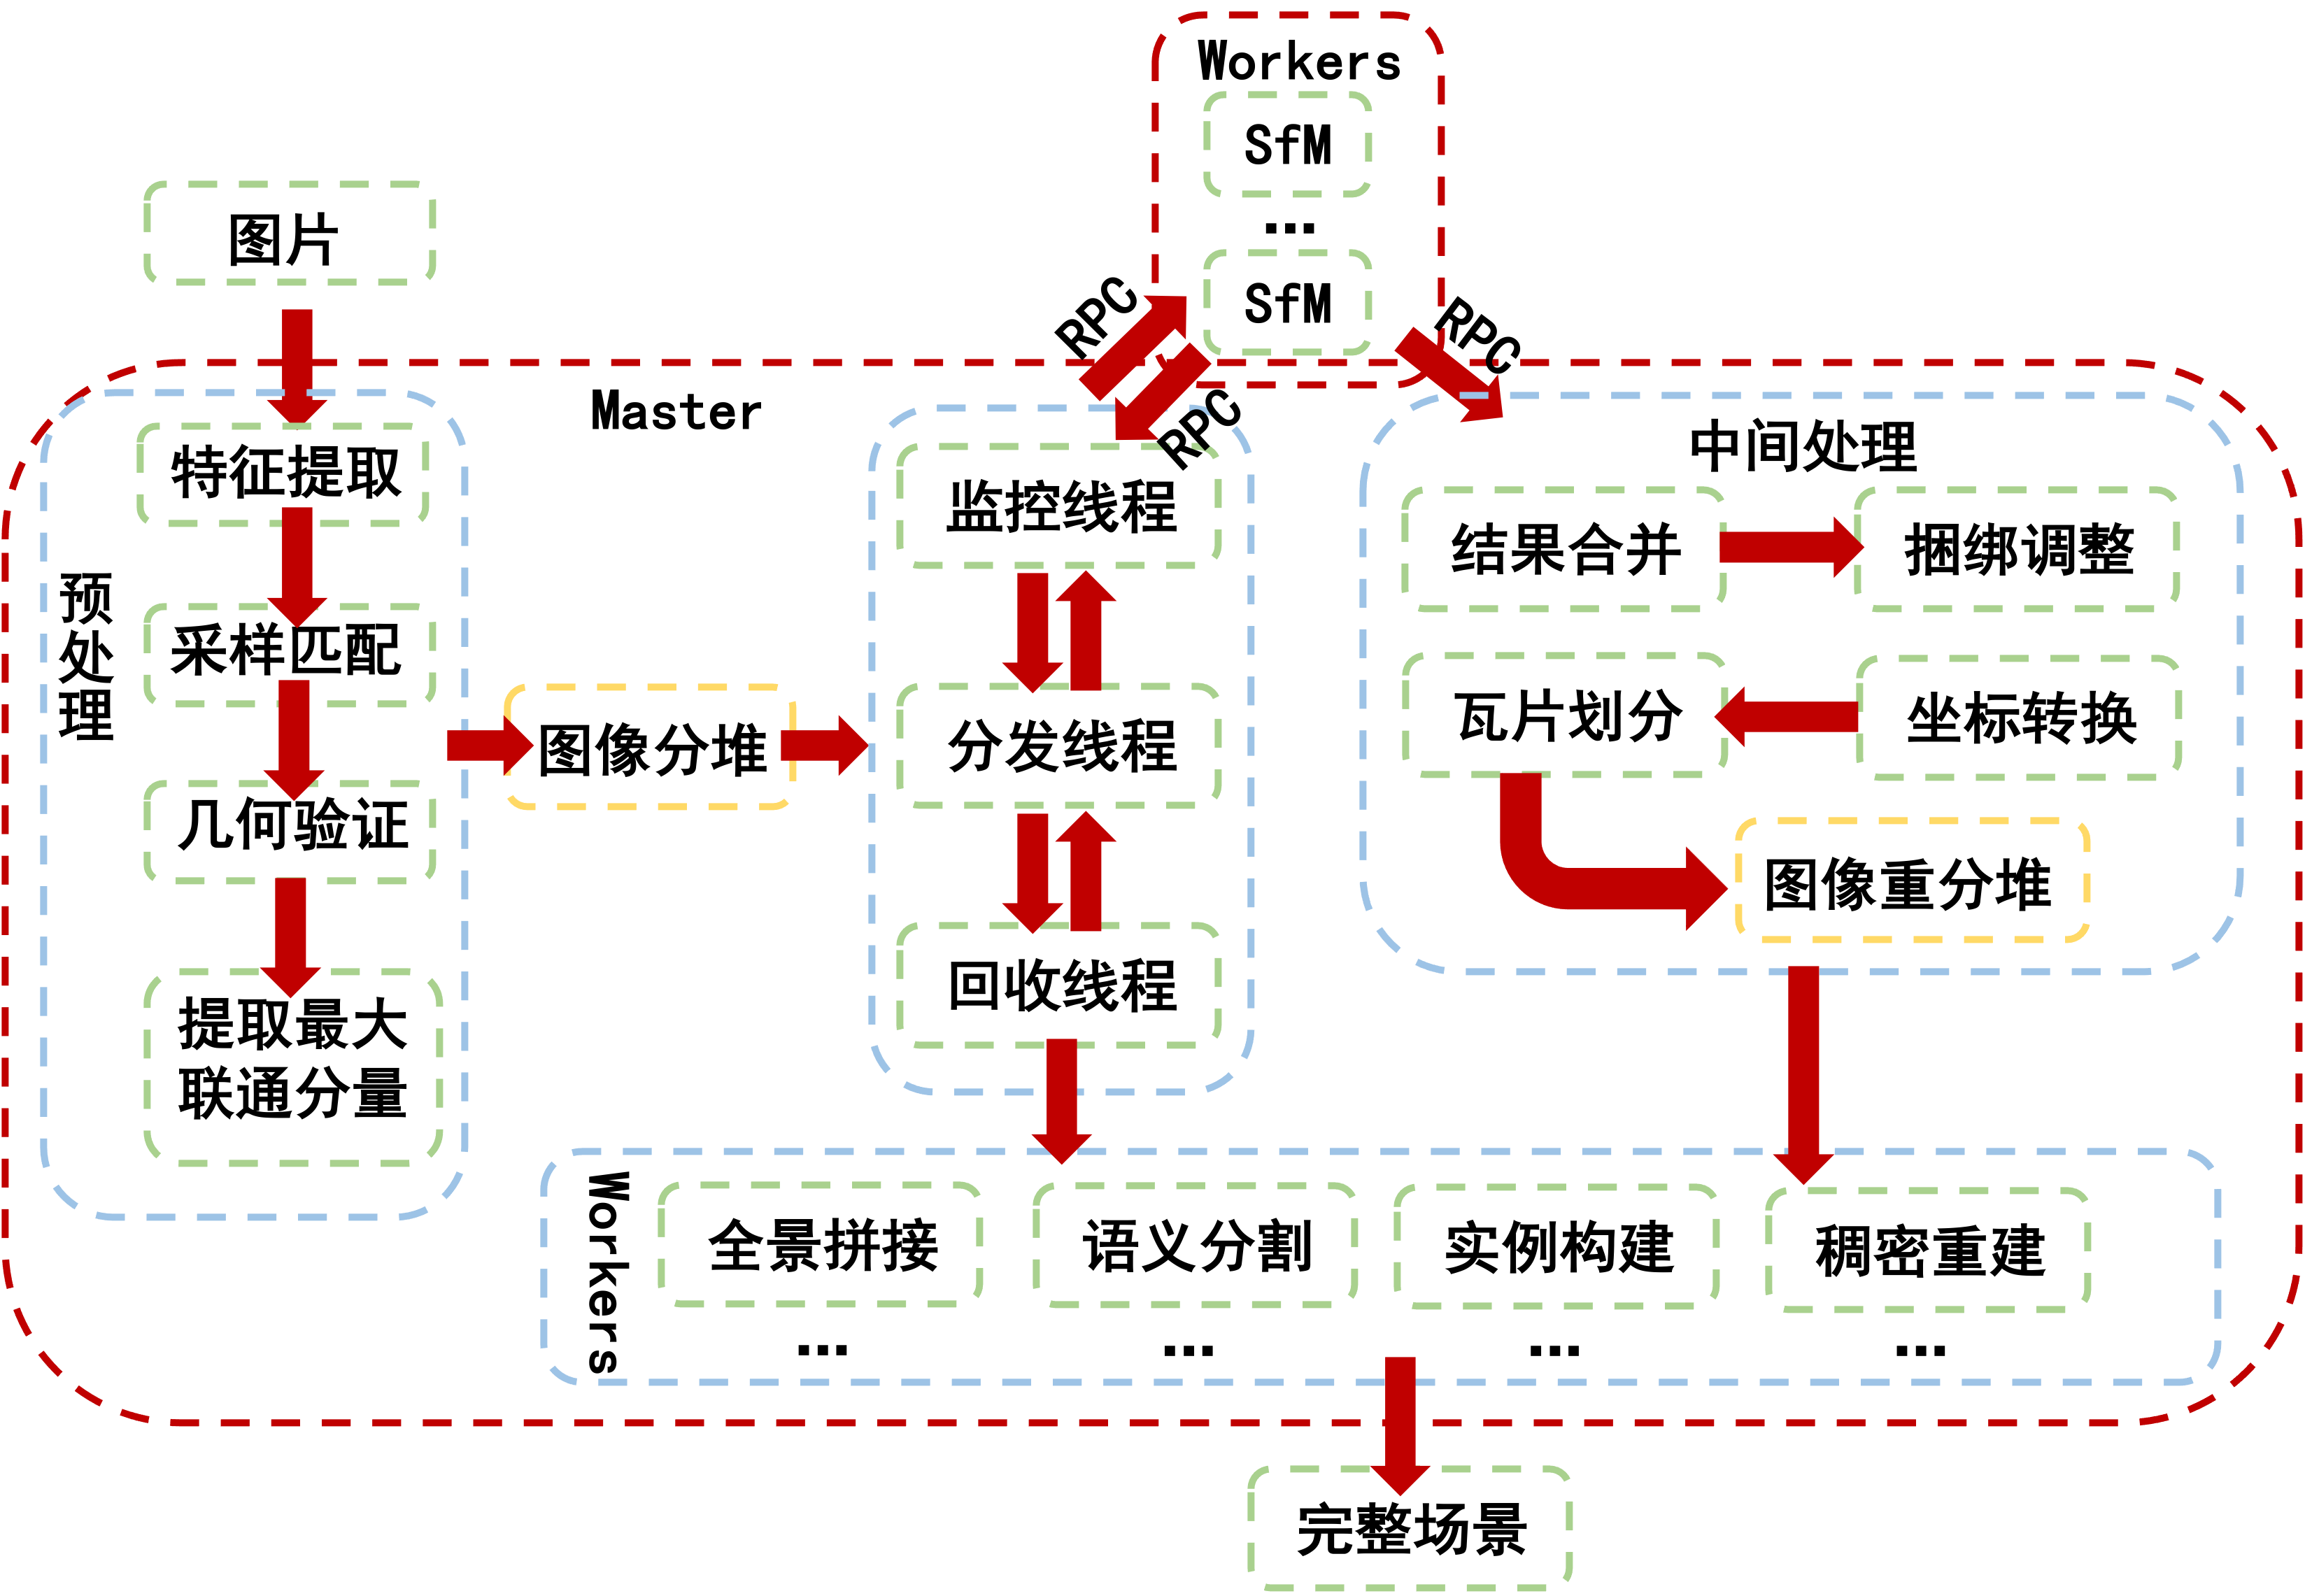 Workers
SfM
...
SfM
图片
RPC
RPC
RPC
Master
预处理
特征提取
采样匹配
几何验证
提取最大
联通分量
图像分堆
监控线程
分发线程
回收线程
中间处理
结果合并
捆绑调整
瓦片划分
坐标转换
图像重分堆
Workers
全景拼接
语义分割
实例构建
稠密重建
...
...
...
...
完整场景